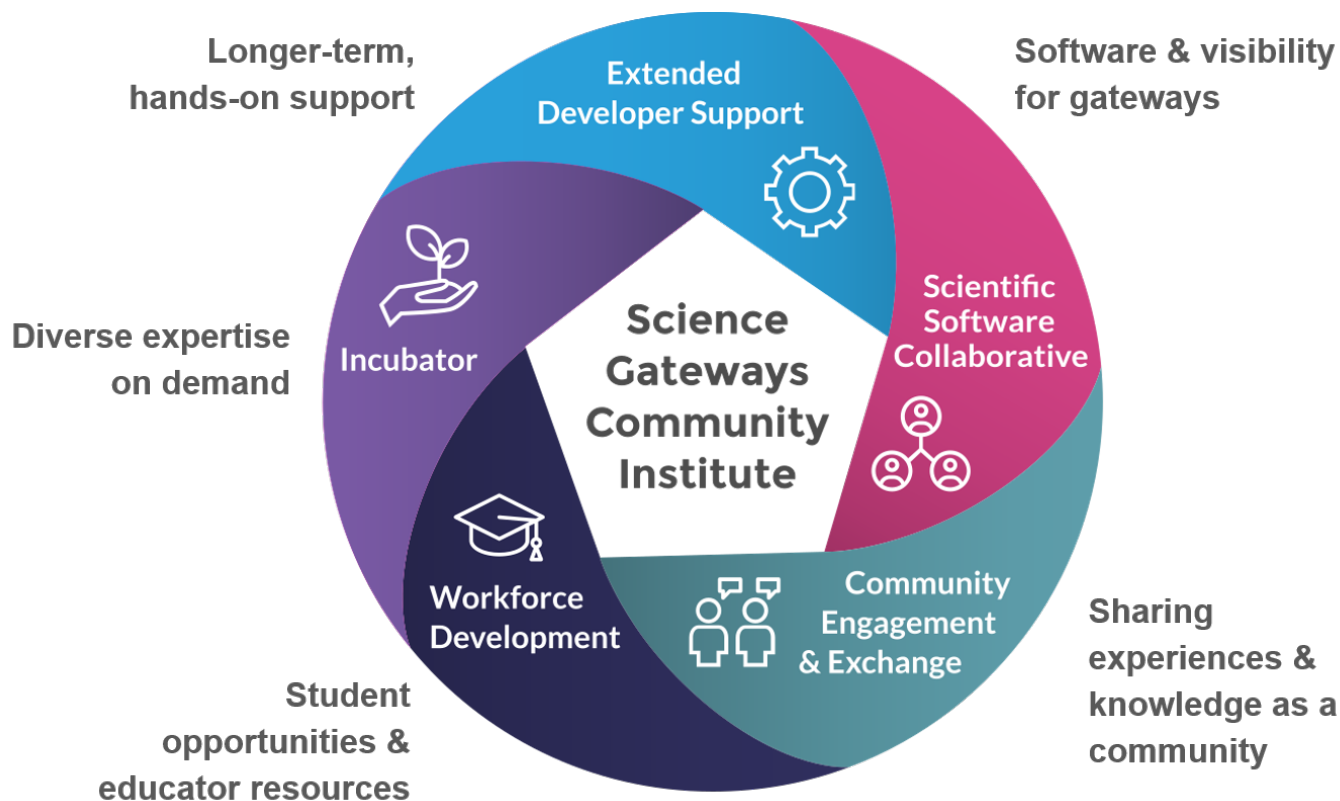 Longer-term,
hands-on support
Extended
Developer Support
Software & visibility
for gateways
Incubator
Diverse expertise
on demand
Science
Gateways
Community
Institute
Scientific
Software
Collaborative
Workforce
Development
Student
opportunities &
educator resources
Community
Engagement
& Exchange
Sharing
experiences &
knowledge as a
community